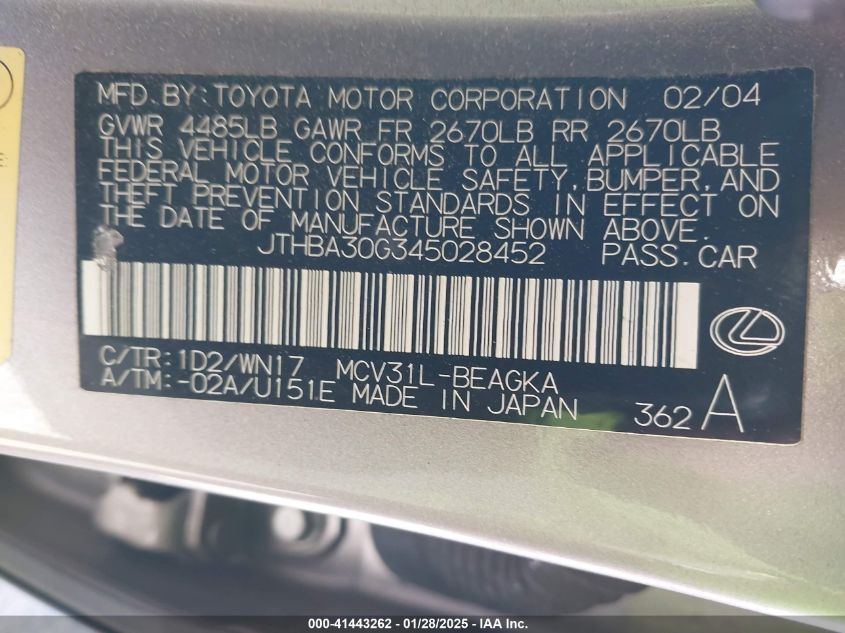 MFD.BY:TOYOTA MOTOR CORPORATION 02/04
GVWR 4485LB GAWR FR 2670LB RR 2670LB
THIS VEHICLE CONFORMS TO ALL APPLICABLE
FEDERAL MOTOR VEHICLE SAFETY,BUMPER,AND
THEFT PREVENTION STANDARDS IN EFFECT ON
THE DATE OF MANUFACTURE SHOWN ABOVE.
JTHBA30G345028452 PASS.CAR
C/TR:1D2/WN17 MCV31L-BEAGKA
A/TM:-02A/U151E MADE IN JAPAN 362 A
000-41443262 - 01/28/2025 - IAA Inc.